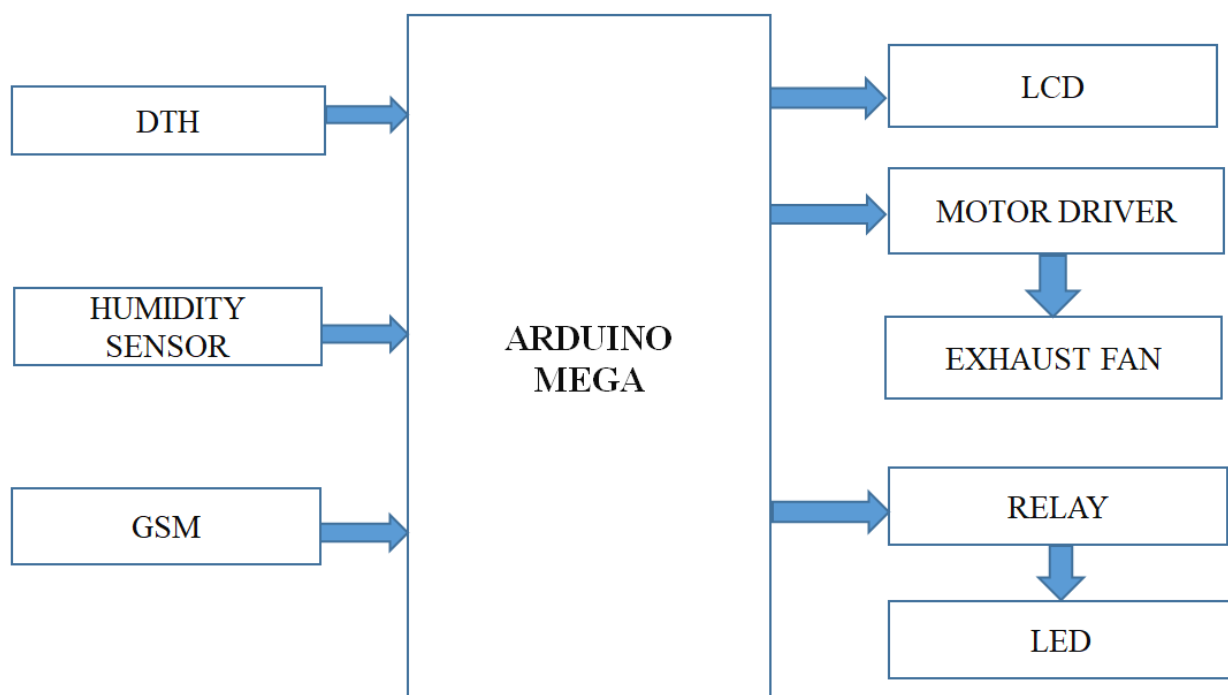 DTH
HUMIDITY
SENSOR
GSM
ARDUINO
MEGA
LCD
MOTOR DRIVER
EXHAUST FAN
RELAY
LED